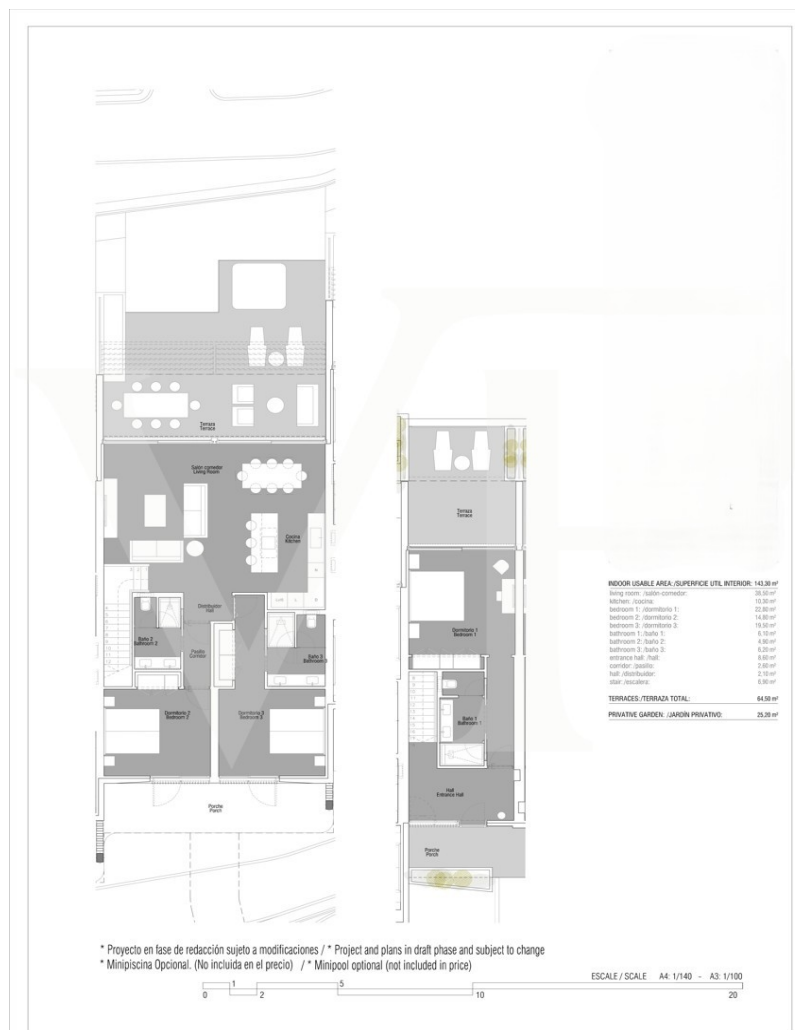 Terraza
Terrace
Salón comedor
Living Room
Cocina
Kitchen
Distribuidor
Hall
Baño 2
Bathroom 2
Pasillo
Corridor
Baño 3
Bathroom 3
Dormitorio 2
Bedroom 2
Dormitorio 3
Bedroom 3
Porche
Porch
Terraza
Terrace
Dormitorio 1
Bedroom 1
Baño 1
Bathroom 1
Hall
Entrance Hall
Porche
Porch
INDOOR USABLE AREA:/SUPERFICIE UTIL INTERIOR: 143,30 m²
living room: /salón-comedor: 39,50 m²
kitchen: /cocina: 10,30 m²
bedroom 1: /dormitorio 1: 22,80 m²
bedroom 2: /dormitorio 2: 14,80 m²
bedroom 3: /dormitorio 3: 19,50 m²
bathroom 1: /baño 1: 6,10 m²
bathroom 2: /baño 2: 4,90 m²
bathroom 3: /baño 3: 6,20 m²
entrance hall: /hall: 8,60 m²
corridor: /pasillo: 2,60 m²
hall: /distribuidor: 2,10 m²
stair: /escalera: 6,90 m²
TERRACES:/TERRAZA TOTAL: 64,50 m²
PRIVATIVE GARDEN: /JARDÍN PRIVATIVO: 25,20 m²
* Proyecto en fase de redacción sujeto a modificaciones / * Project and plans in draft phase and subject to change
* Minipiscina Opcional. (No incluida en el precio) / * Minipool optional (not included in price)
ESCALE / SCALE A4: 1/140 - A3: 1/100
0 1 2 5 10 20